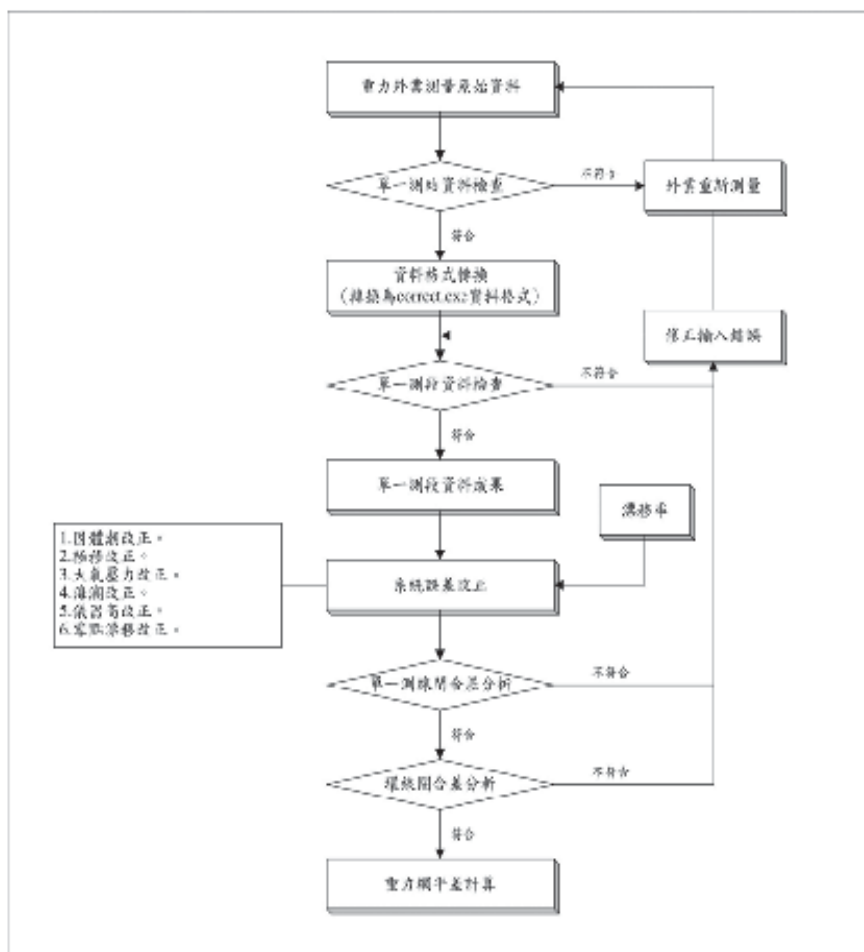 重力外業測量原始資料
單一測站資料檢查
不符合
外業重新測量
符合
資料格式轉換
(轉換為correct.exe資料格式)
修正輸入錯誤
單一測段資料檢查
不符合
符合
單一測段資料成果
漂移率
1.固體潮改正。
2.極移改正。
3.大氣壓力改正。
4.海潮改正。
5.儀器高改正。
6.零點漂移改正。
系統誤差改正
單一測線閉合差分析
不符合
符合
環線閉合差分析
不符合
符合
重力網平差計算